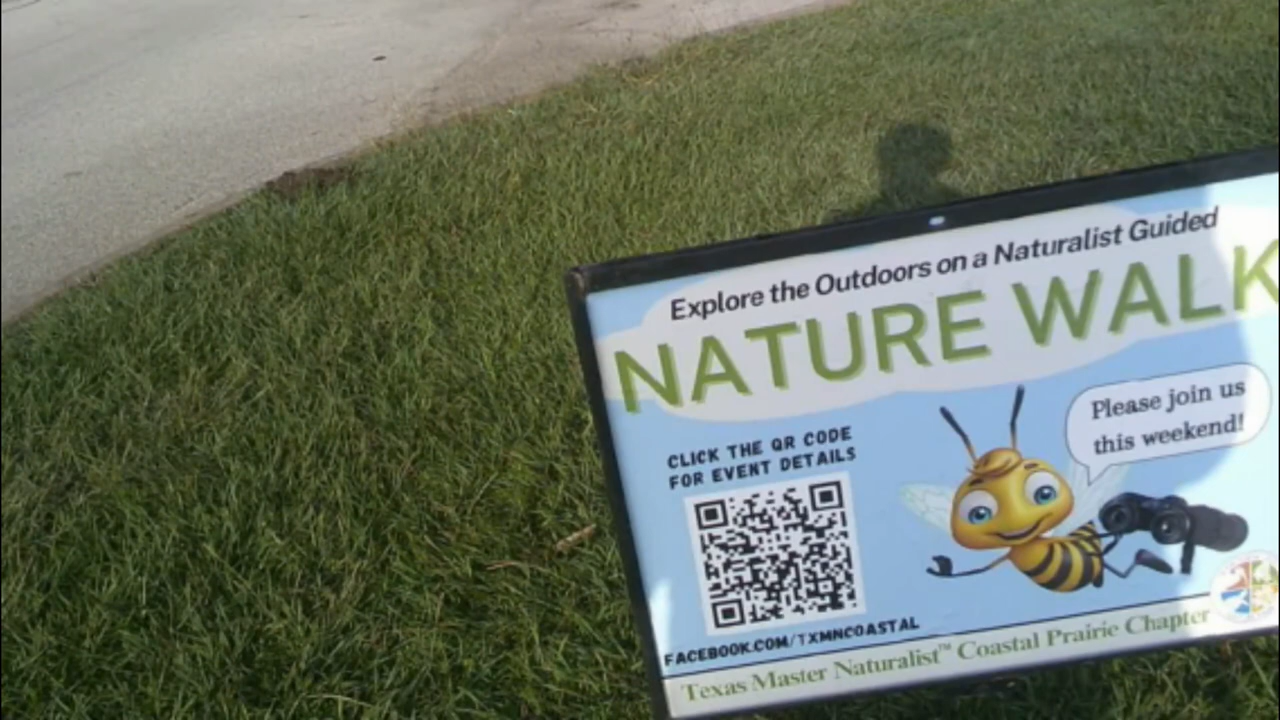 Explore the Outdoors on a Naturalist Guided
NATURE WALK
Please join us
this weekend!
CLICK THE QR CODE
FOR EVENT DETAILS
FACEBOOK.COM/TXMNCOASTAL
Texas Master Naturalist™ Coastal Prairie Chapter